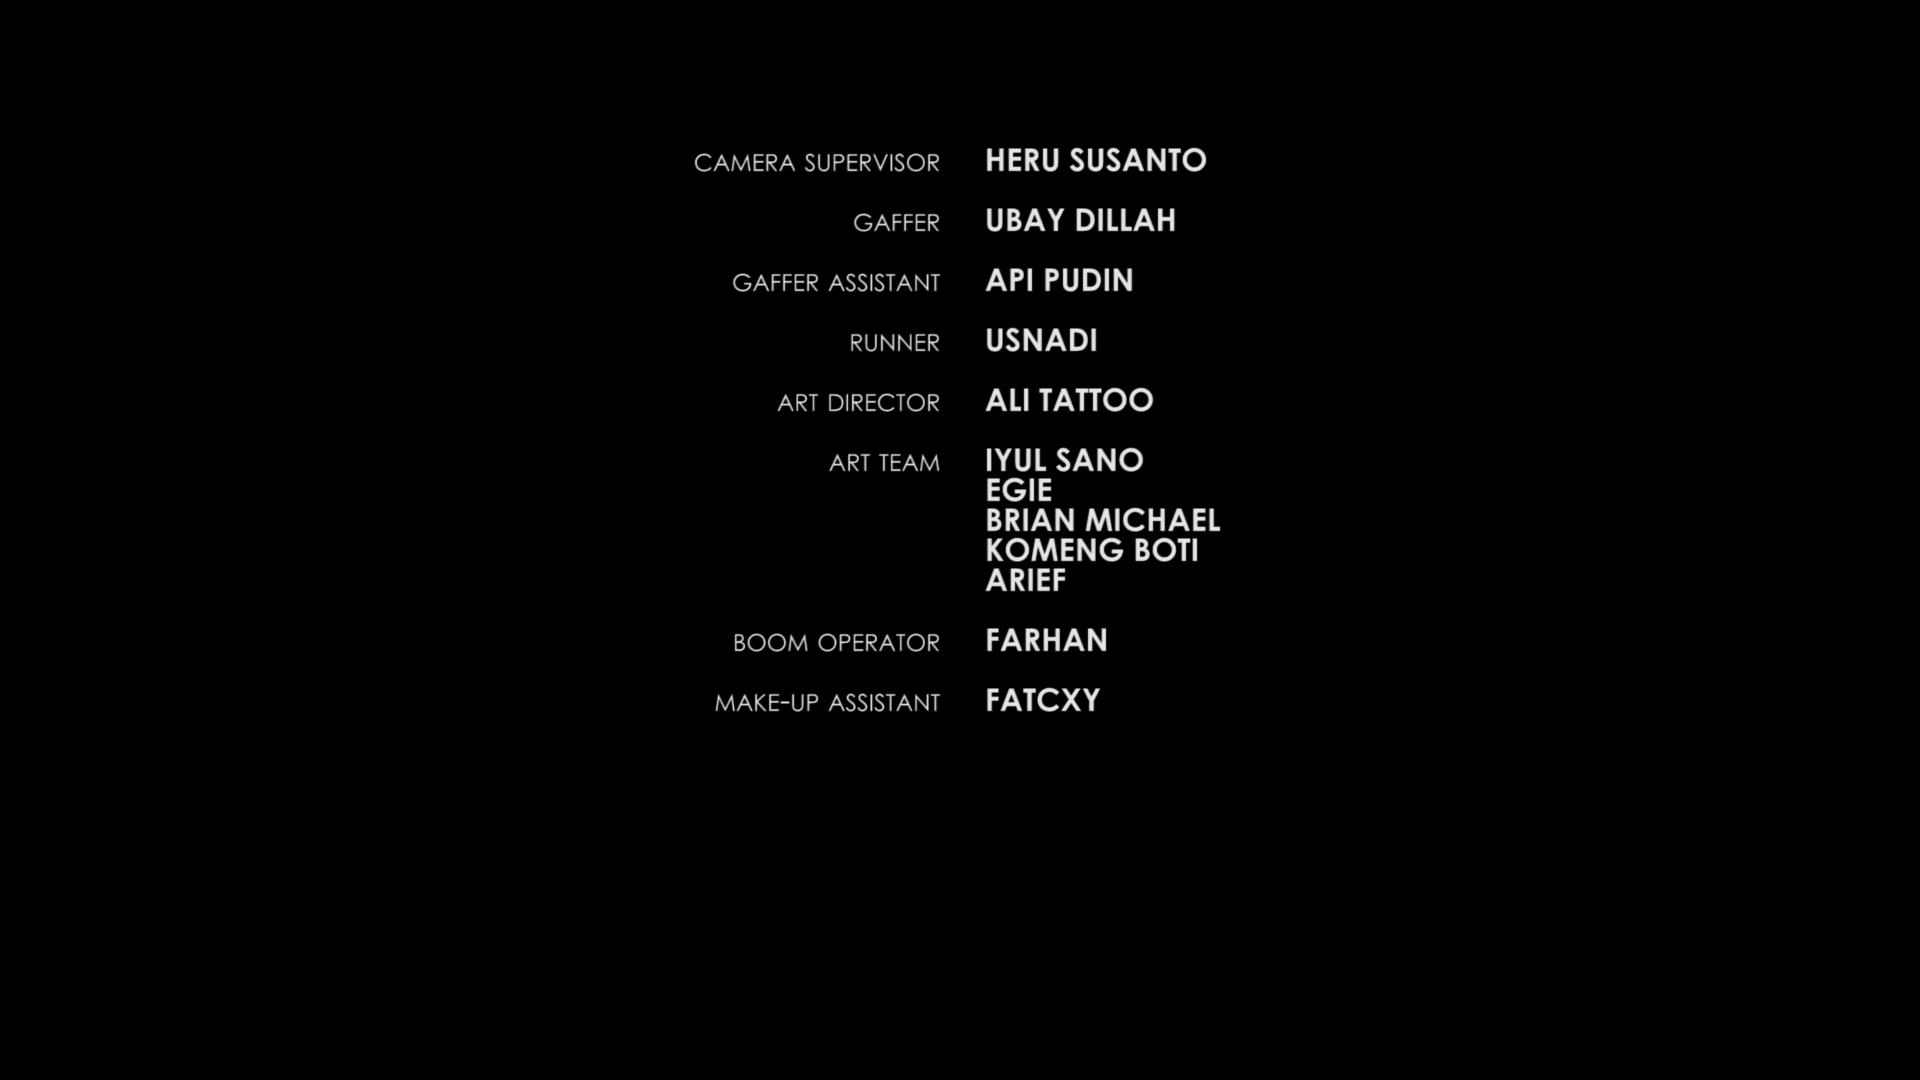 CAMERA SUPERVISOR HERU SUSANTO
GAFFER UBAY DILLAH
GAFFER ASSISTANT API PUDIN
RUNNER USNADI
ART DIRECTOR ALI TATTOO
ART TEAM IYUL SANO
EGIE
BRIAN MICHAEL
KOMENG BOTI
ARIEF
BOOM OPERATOR FARHAN
MAKE-UP ASSISTANT FATCXY